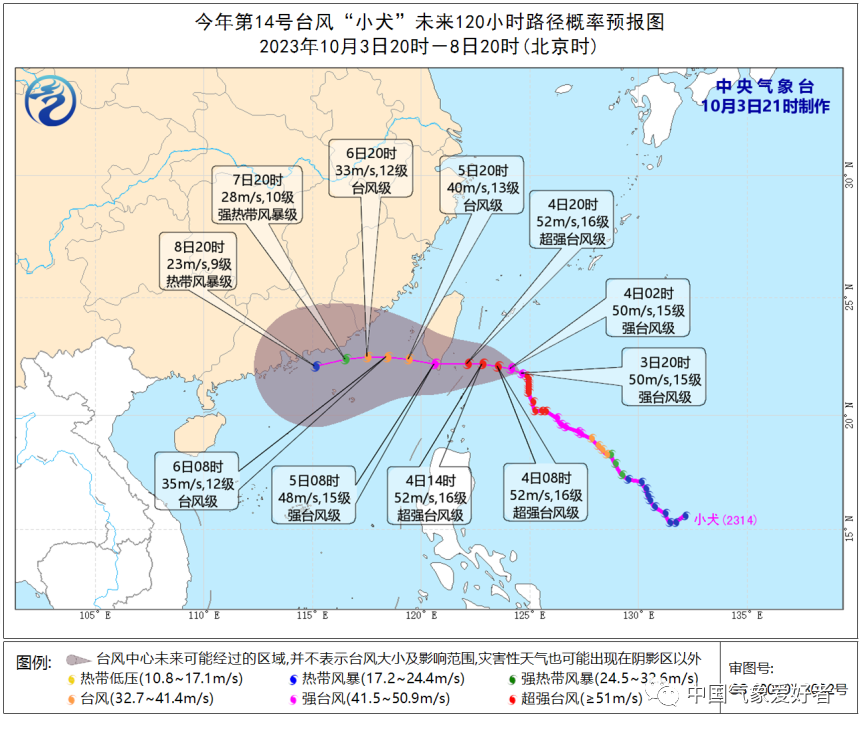 今年第14号台风“小犬”未来120小时路径概率预报图
2023年10月3日20时—8日20时(北京时)
中央气象台
10月3日21时制作
6日20时
33m/s,12级
台风级
5日20时
40m/s,13级
台风级
7日20时
28m/s,10级
强热带风暴级
4日20时
52m/s,16级
超强台风级
8日20时
23m/s,9级
热带风暴级
4日02时
50m/s,15级
强台风级
3日20时
50m/s,15级
强台风级
6日08时
35m/s,12级
台风级
5日08时
48m/s,15级
强台风级
4日14时
52m/s,16级
超强台风级
4日08时
52m/s,16级
超强台风级
小犬(2314)
30°N
25°N
20°N
15°N
105°E 110°E 115°E 120°E 125°E 130°E 135°E
图例:
台风中心未来可能经过的区域,并不表示台风大小及影响范围,灾害性天气也可能出现在阴影区以外
热带低压(10.8~17.1m/s) 热带风暴(17.2~24.4m/s) 强热带风暴(24.5~32.6m/s)
台风(32.7~41.4m/s) 强台风(41.5~50.9m/s) 超强台风(≥51m/s)
审图号:
中国气象爱好者